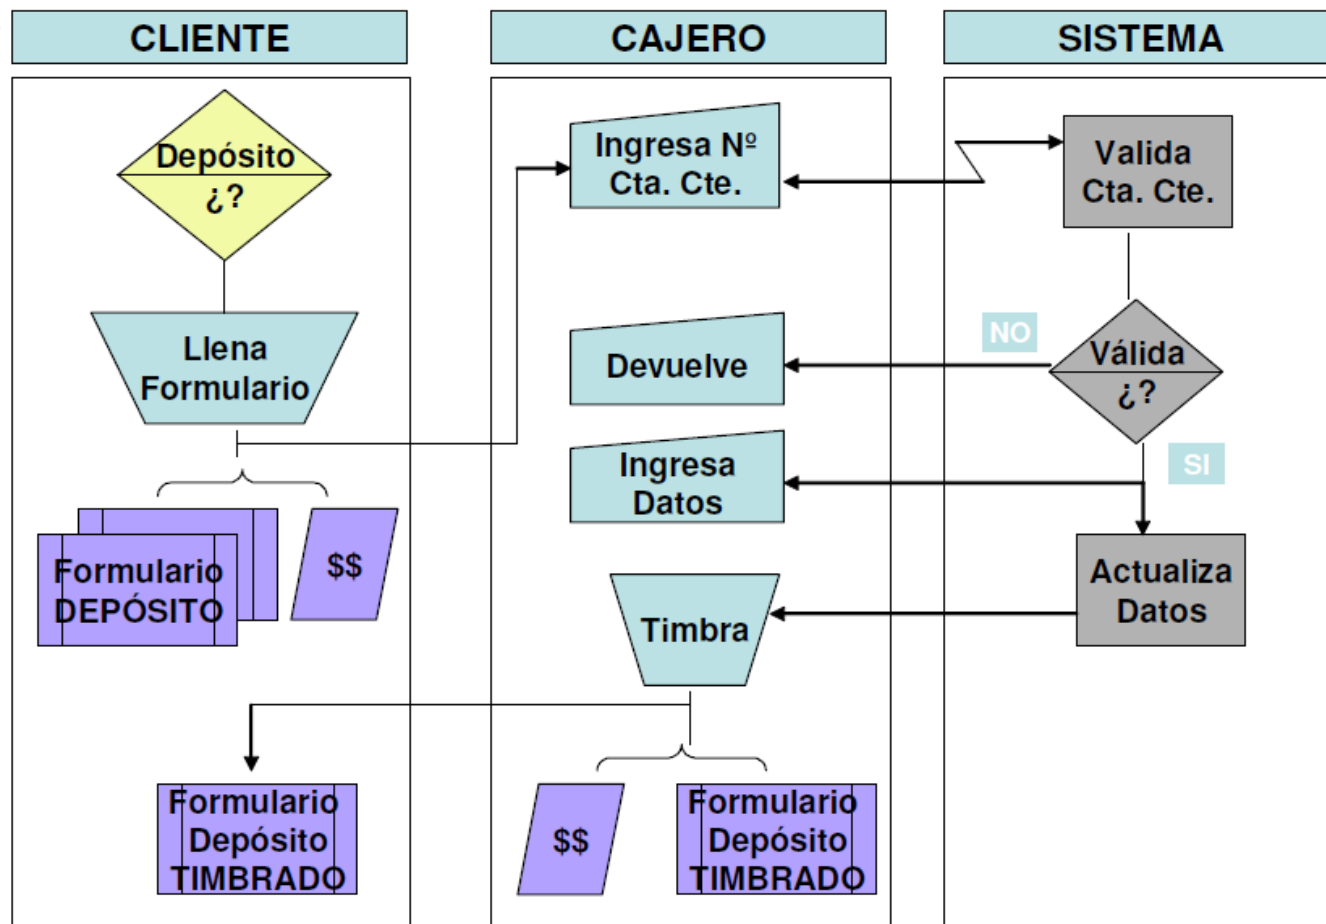 CLIENTE
CAJERO
SISTEMA
Depósito
¿?
Llena
Formulario
Formulario
DEPÓSITO
$$
Formulario
Depósito
TIMBRADO
Ingresa Nº
Cta. Cte.
Devuelve
Ingresa
Datos
Timbra
$$
Formulario
Depósito
TIMBRADO
Valida
Cta. Cte.
NO
Válida
¿?
SI
Actualiza
Datos